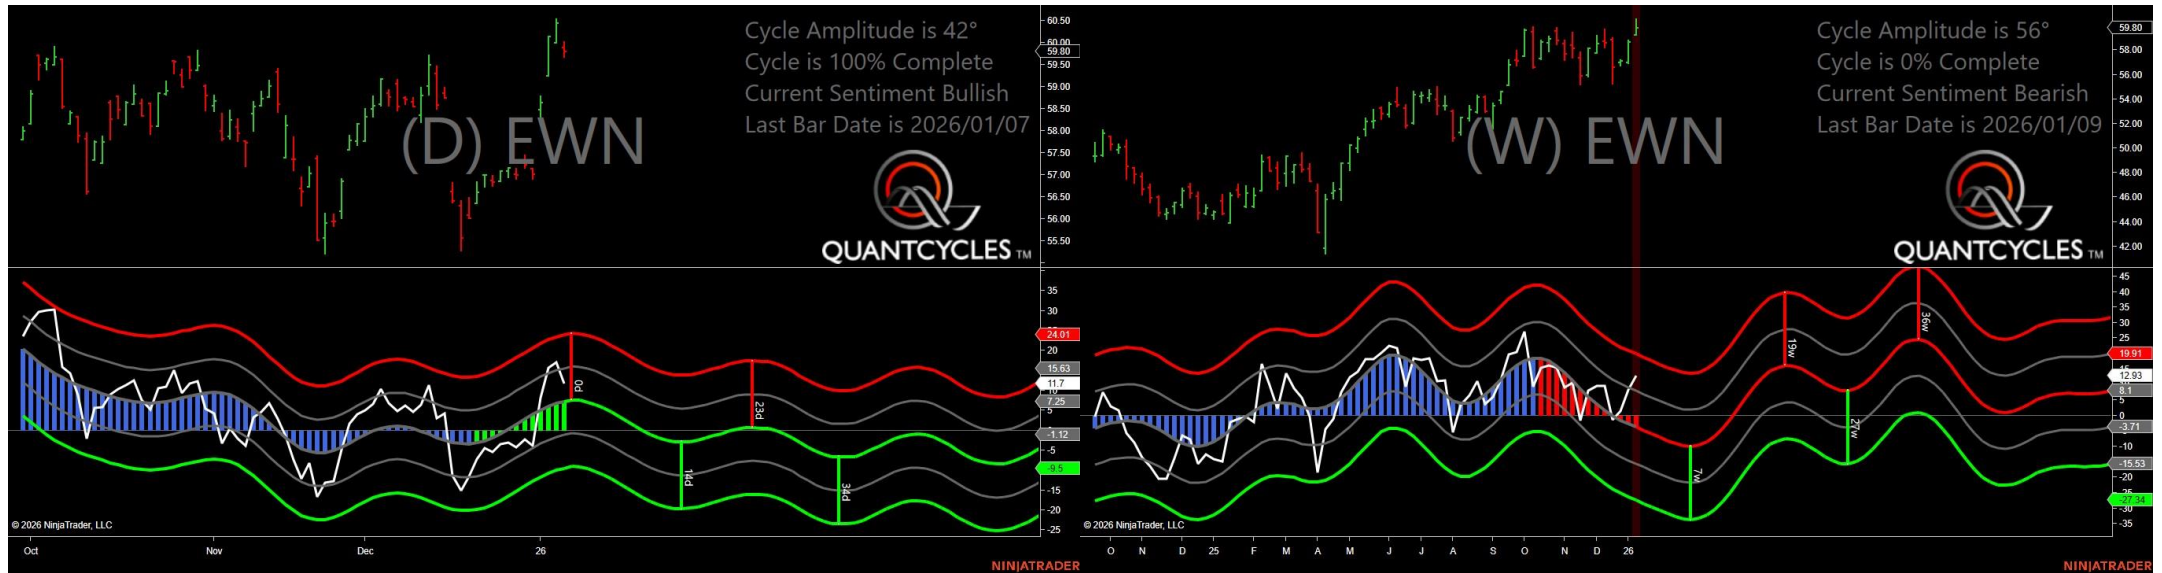 Cycle Amplitude is 42°
Cycle is 100% Complete
Current Sentiment Bullish
Last Bar Date is 2026/01/07
(D) EWN
QUANTCYCLES TM
60.50
60.00
59.80
59.50
59.00
58.50
58.00
57.50
57.00
56.50
56.00
55.50
35
30
24.01
20
15.63
11.7
7.25
5
-1.12
-5
-9.5
-15
-20
-25
0d
14d
23d
34d
© 2026 NinjaTrader, LLC
Oct
Nov
Dec
26
NINJATRADER
Cycle Amplitude is 56°
Cycle is 0% Complete
Current Sentiment Bearish
Last Bar Date is 2026/01/09
(W) EWN
QUANTCYCLES TM
59.80
58.00
56.00
54.00
52.00
50.00
48.00
46.00
44.00
42.00
45
40
35
30
25
19.91
12.93
8.1
5
0
-3.71
-10
-15.53
-20
-27.34
-30
-35
7w
19w
27w
36w
© 2026 NinjaTrader, LLC
O
N
D
25
F
M
A
M
J
J
A
S
O
N
D
26
NINJATRADER